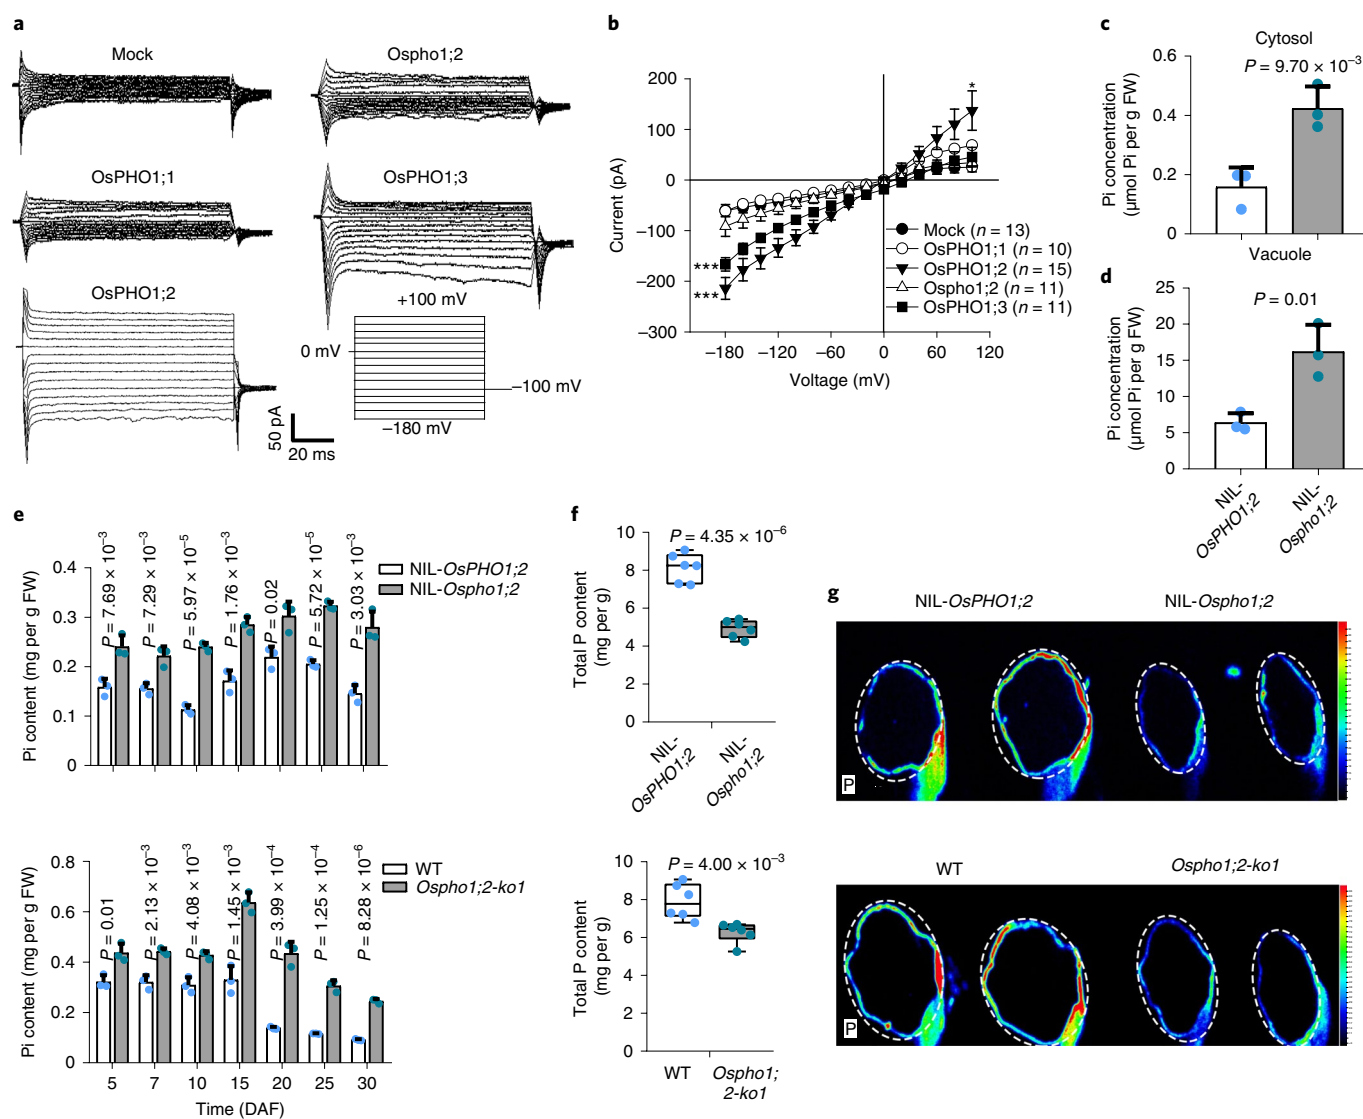 a
Mock
Ospho1;2
OsPHO1;1
OsPHO1;3
OsPHO1;2
+100 mV
0 mV
−100 mV
−180 mV
50 pA
20 ms
b
Current (pA)
200
100
0
−100
−200
−300
*
***
***
Mock (n = 13)
OsPHO1;1 (n = 10)
OsPHO1;2 (n = 15)
Ospho1;2 (n = 11)
OsPHO1;3 (n = 11)
−180 −120 −60 0 60 120
Voltage (mV)
c
Cytosol
P = 9.70 × 10−3
Pi concentration
(μmol Pi per g FW)
0.6
0.4
0.2
0
d
Vacuole
P = 0.01
Pi concentration
(μmol Pi per g FW)
25
20
15
10
5
0
NIL-
OsPHO1;2
NIL-
Ospho1;2
e
Pi content (mg per g FW)
0.4
0.3
0.2
0.1
0
P = 7.69 × 10−3
P = 7.29 × 10−3
P = 5.97 × 10−5
P = 1.76 × 10−3
P = 0.02
P = 5.72 × 10−5
P = 3.03 × 10−3
NIL-OsPHO1;2
NIL-Ospho1;2
Pi content (mg per g FW)
0.8
0.6
0.4
0.2
0
P = 0.01
P = 2.13 × 10−3
P = 4.08 × 10−3
P = 1.45 × 10−3
P = 3.99 × 10−4
P = 1.25 × 10−4
P = 8.28 × 10−6
WT
Ospho1;2-ko1
5 7 10 15 20 25 30
Time (DAF)
f
Total P content
(mg per g)
10
8
6
4
2
0
P = 4.35 × 10−6
NIL-
OsPHO1;2
NIL-
Ospho1;2
Total P content
(mg per g)
10
8
6
4
2
0
P = 4.00 × 10−3
WT
Ospho1;
2-ko1
g
NIL-OsPHO1;2
NIL-Ospho1;2
P
WT
Ospho1;2-ko1
P